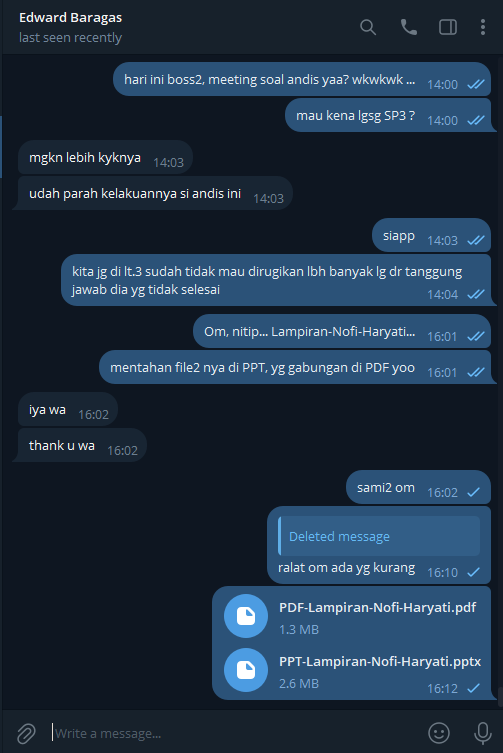 Edward Baragas
last seen recently
hari ini boss2, meeting soal andis yaa? wkwkwk ... 14:00
mau kena lgsg SP3 ? 14:00
mgkn lebih kyknya 14:03
udah parah kelakuannya si andis ini 14:03
siapp 14:03
kita jg di lt.3 sudah tidak mau dirugikan lbh banyak lg dr tanggung
jawab dia yg tidak selesai 14:04
Om, nitip... Lampiran-Nofi-Haryati... 16:01
mentahan file2 nya di PPT, yg gabungan di PDF yoo 16:01
iya wa 16:02
thank u wa 16:02
sami2 om 16:02
Deleted message
ralat om ada yg kurang 16:10
PDF-Lampiran-Nofi-Haryati.pdf
1.3 MB
PPT-Lampiran-Nofi-Haryati.pptx
2.6 MB 16:12
Write a message...